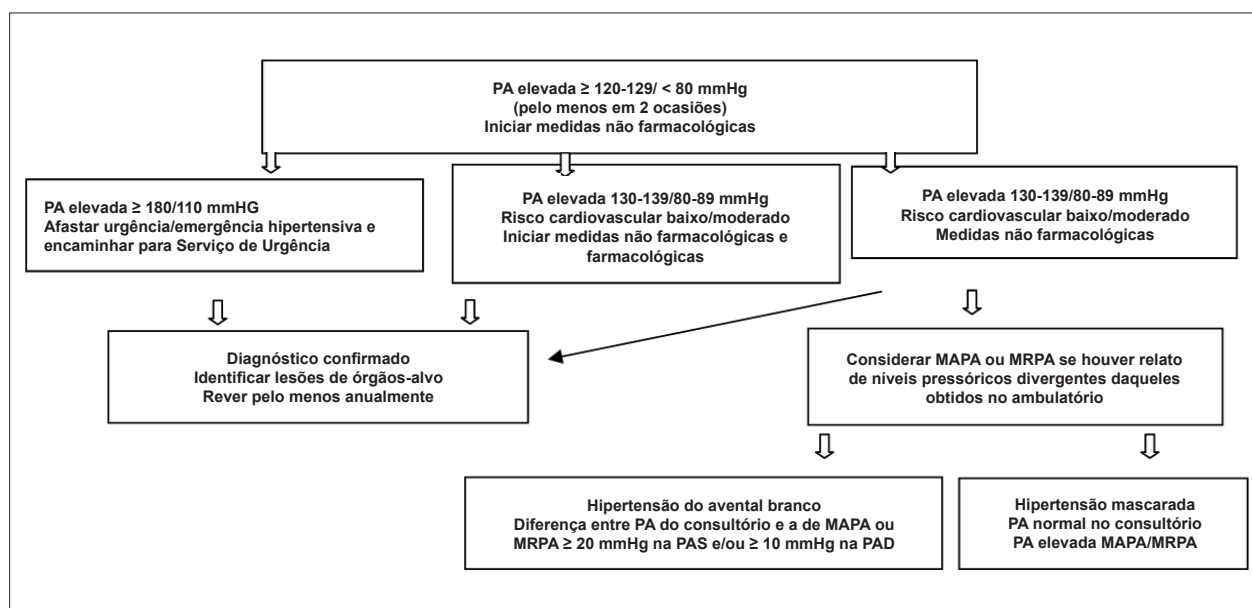 PA elevada ≥ 120-129/ < 80 mmHg
(pelo menos em 2 ocasiões)
Iniciar medidas não farmacológicas
PA elevada ≥ 180/110 mmHG
Afastar urgência/emergência hipertensiva e
encaminhar para Serviço de Urgência
PA elevada 130-139/80-89 mmHg
Risco cardiovascular baixo/moderado
Iniciar medidas não farmacológicas e
farmacológicas
PA elevada 130-139/80-89 mmHg
Risco cardiovascular baixo/moderado
Medidas não farmacológicas
Diagnóstico confirmado
Identificar lesões de órgãos-alvo
Rever pelo menos anualmente
Considerar MAPA ou MRPA se houver relato
de níveis pressóricos divergentes daqueles
obtidos no ambulatório
Hipertensão do avental branco
Diferença entre PA do consultório e a de MAPA ou
MRPA ≥ 20 mmHg na PAS e/ou ≥ 10 mmHg na PAD
Hipertensão mascarada
PA normal no consultório
PA elevada MAPA/MRPA